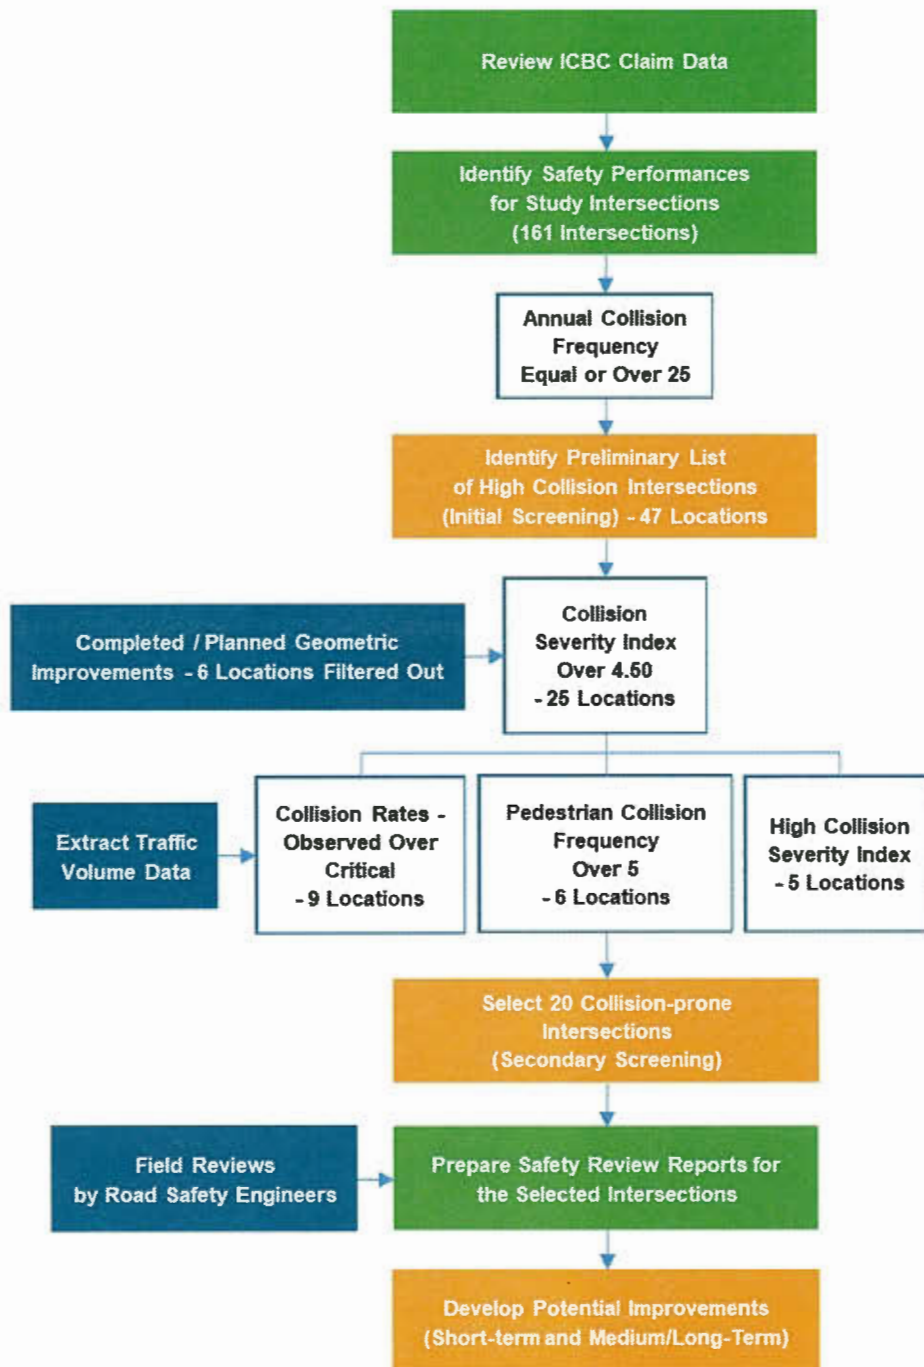 Review ICBC Claim Data
Identify Safety Performances
for Study Intersections
(161 Intersections)
Annual Collision
Frequency
Equal or Over 25
Identify Preliminary List
of High Collision Intersections
(Initial Screening) - 47 Locations
Completed / Planned Geometric
Improvements - 6 Locations Filtered Out
Collision
Severity Index
Over 4.50
- 25 Locations
Extract Traffic
Volume Data
Collision Rates -
Observed Over
Critical
- 9 Locations
Pedestrian Collision
Frequency
Over 5
- 6 Locations
High Collision
Severity Index
- 5 Locations
Select 20 Collision-prone
Intersections
(Secondary Screening)
Field Reviews
by Road Safety Engineers
Prepare Safety Review Reports for
the Selected Intersections
Develop Potential Improvements
(Short-term and Medium/Long-Term)